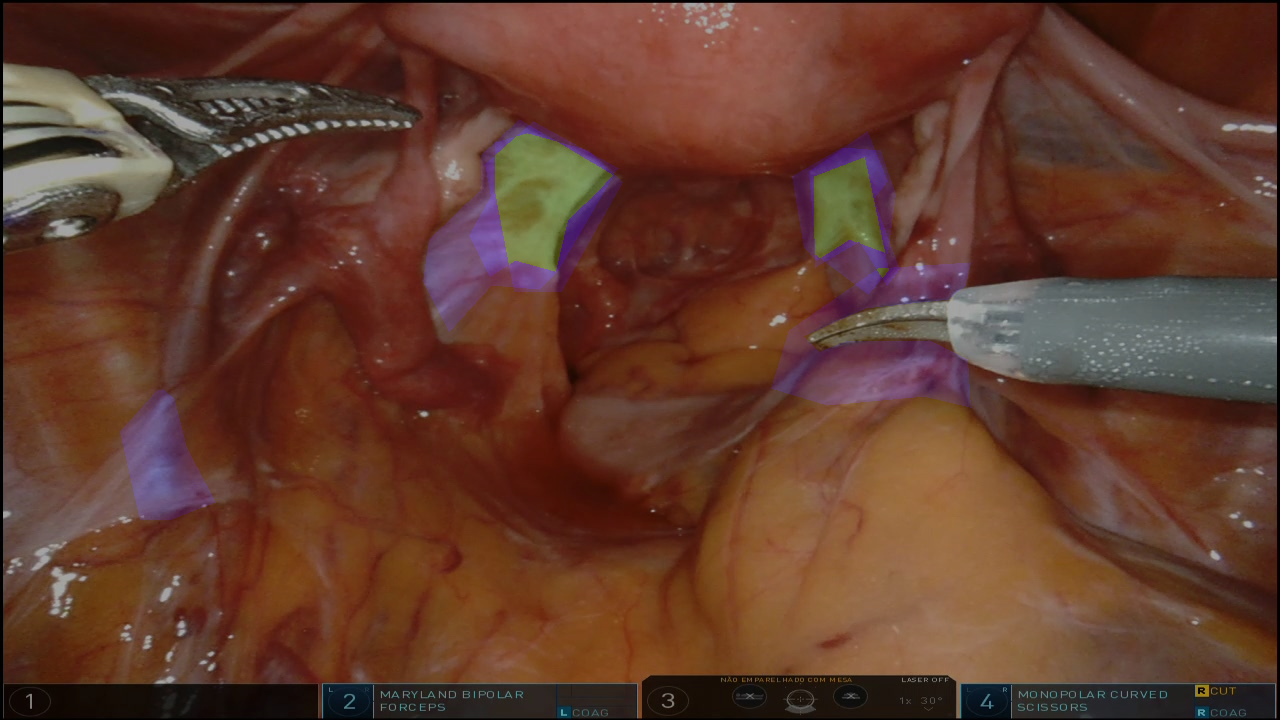 NÃO EMPARELHADO COM MESA
LASER OFF
1
L
2
MARYLAND BIPOLAR
FORCEPS
L COAG
3
1x 30°
R
4
MONOPOLAR CURVED
SCISSORS
R CUT
R COAG